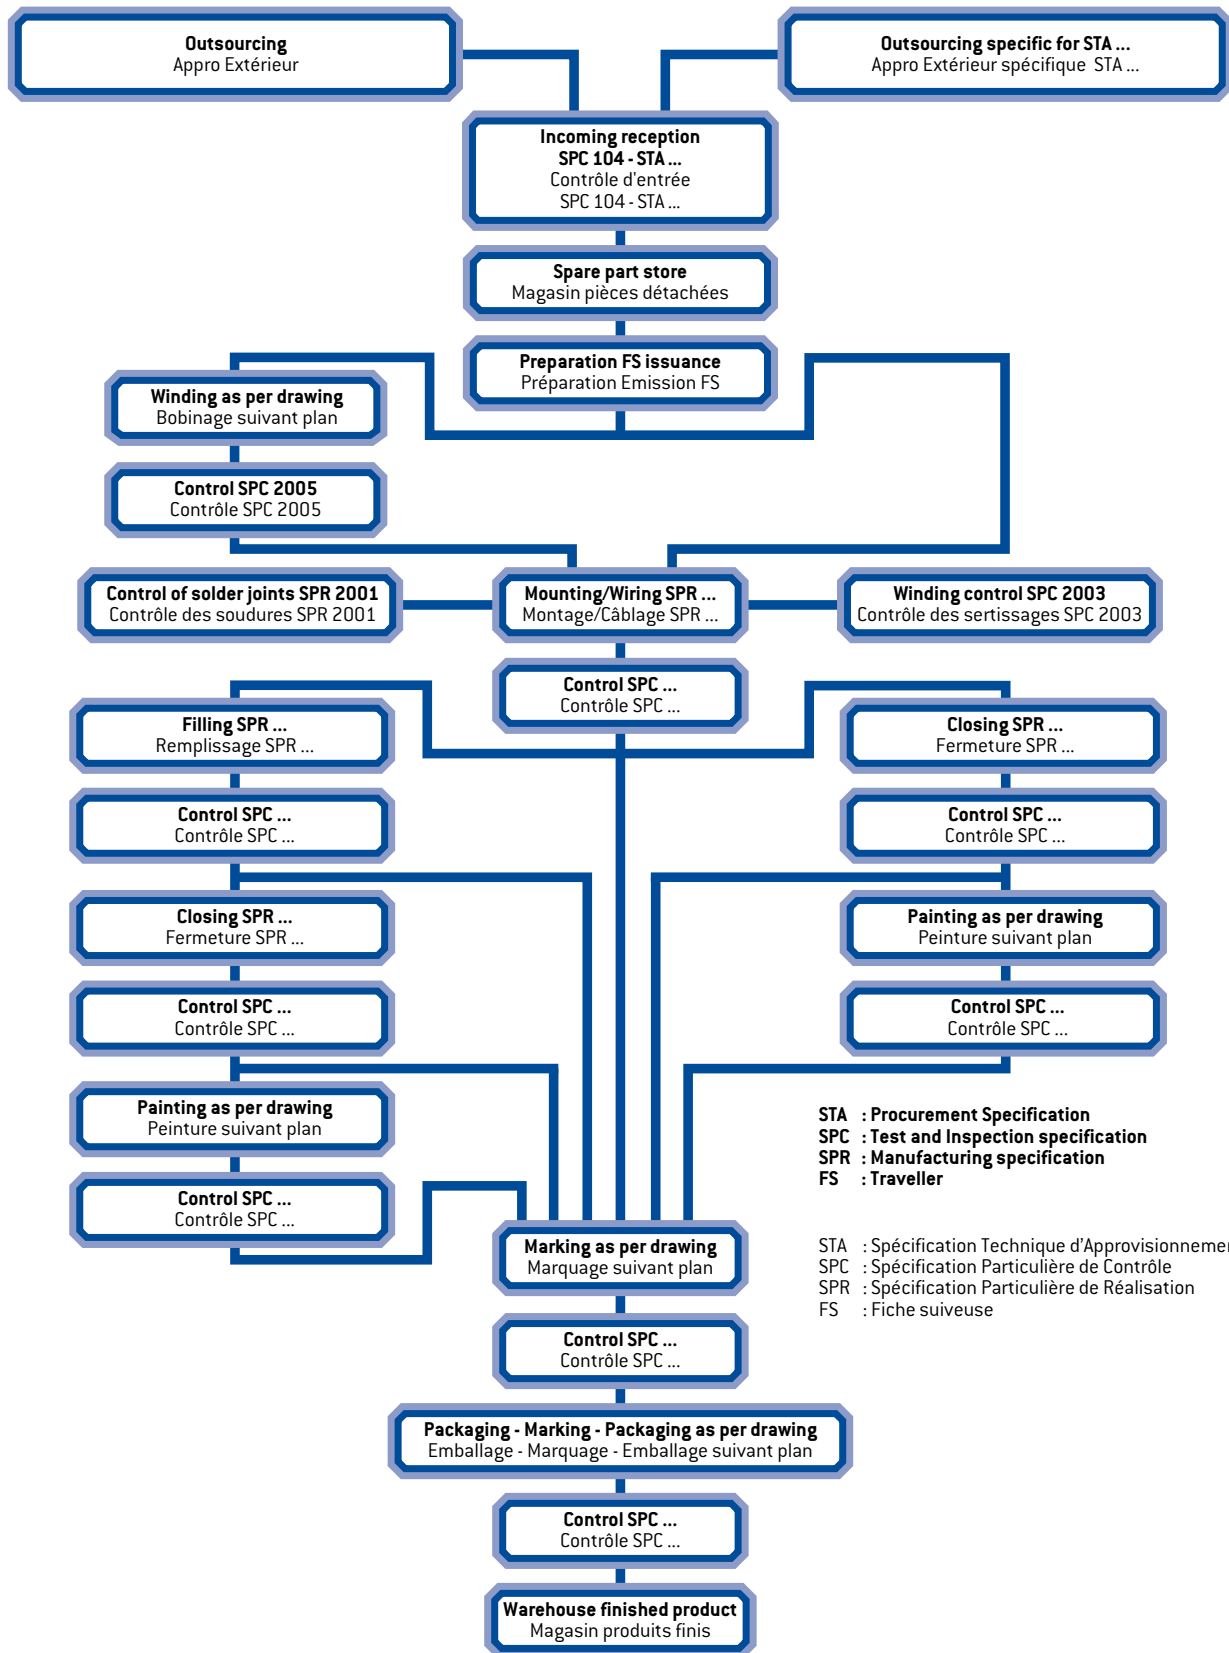 Outsourcing
Appro Extérieur
Outsourcing specific for STA ...
Appro Extérieur spécifique STA ...
Incoming reception
SPC 104 - STA ...
Contrôle d'entrée
SPC 104 - STA ...
Spare part store
Magasin pièces détachées
Preparation FS issuance
Préparation Emission FS
Winding as per drawing
Bobinage suivant plan
Control SPC 2005
Contrôle SPC 2005
Control of solder joints SPR 2001
Contrôle des soudures SPR 2001
Mounting/Wiring SPR ...
Montage/Câblage SPR ...
Winding control SPC 2003
Contrôle des sertissages SPC 2003
Control SPC ...
Contrôle SPC ...
Filling SPR ...
Remplissage SPR ...
Closing SPR ...
Fermeture SPR ...
Control SPC ...
Contrôle SPC ...
Control SPC ...
Contrôle SPC ...
Closing SPR ...
Fermeture SPR ...
Painting as per drawing
Peinture suivant plan
Control SPC ...
Contrôle SPC ...
Control SPC ...
Contrôle SPC ...
Painting as per drawing
Peinture suivant plan
Control SPC ...
Contrôle SPC ...
STA : Procurement Specification
SPC : Test and Inspection specification
SPR : Manufacturing specification
FS : Traveller
STA : Spécification Technique d'Approvisionnemen
SPC : Spécification Particulière de Contrôle
SPR : Spécification Particulière de Réalisation
FS : Fiche suiveuse
Marking as per drawing
Marquage suivant plan
Control SPC ...
Contrôle SPC ...
Packaging - Marking - Packaging as per drawing
Emballage - Marquage - Emballage suivant plan
Control SPC ...
Contrôle SPC ...
Warehouse finished product
Magasin produits finis